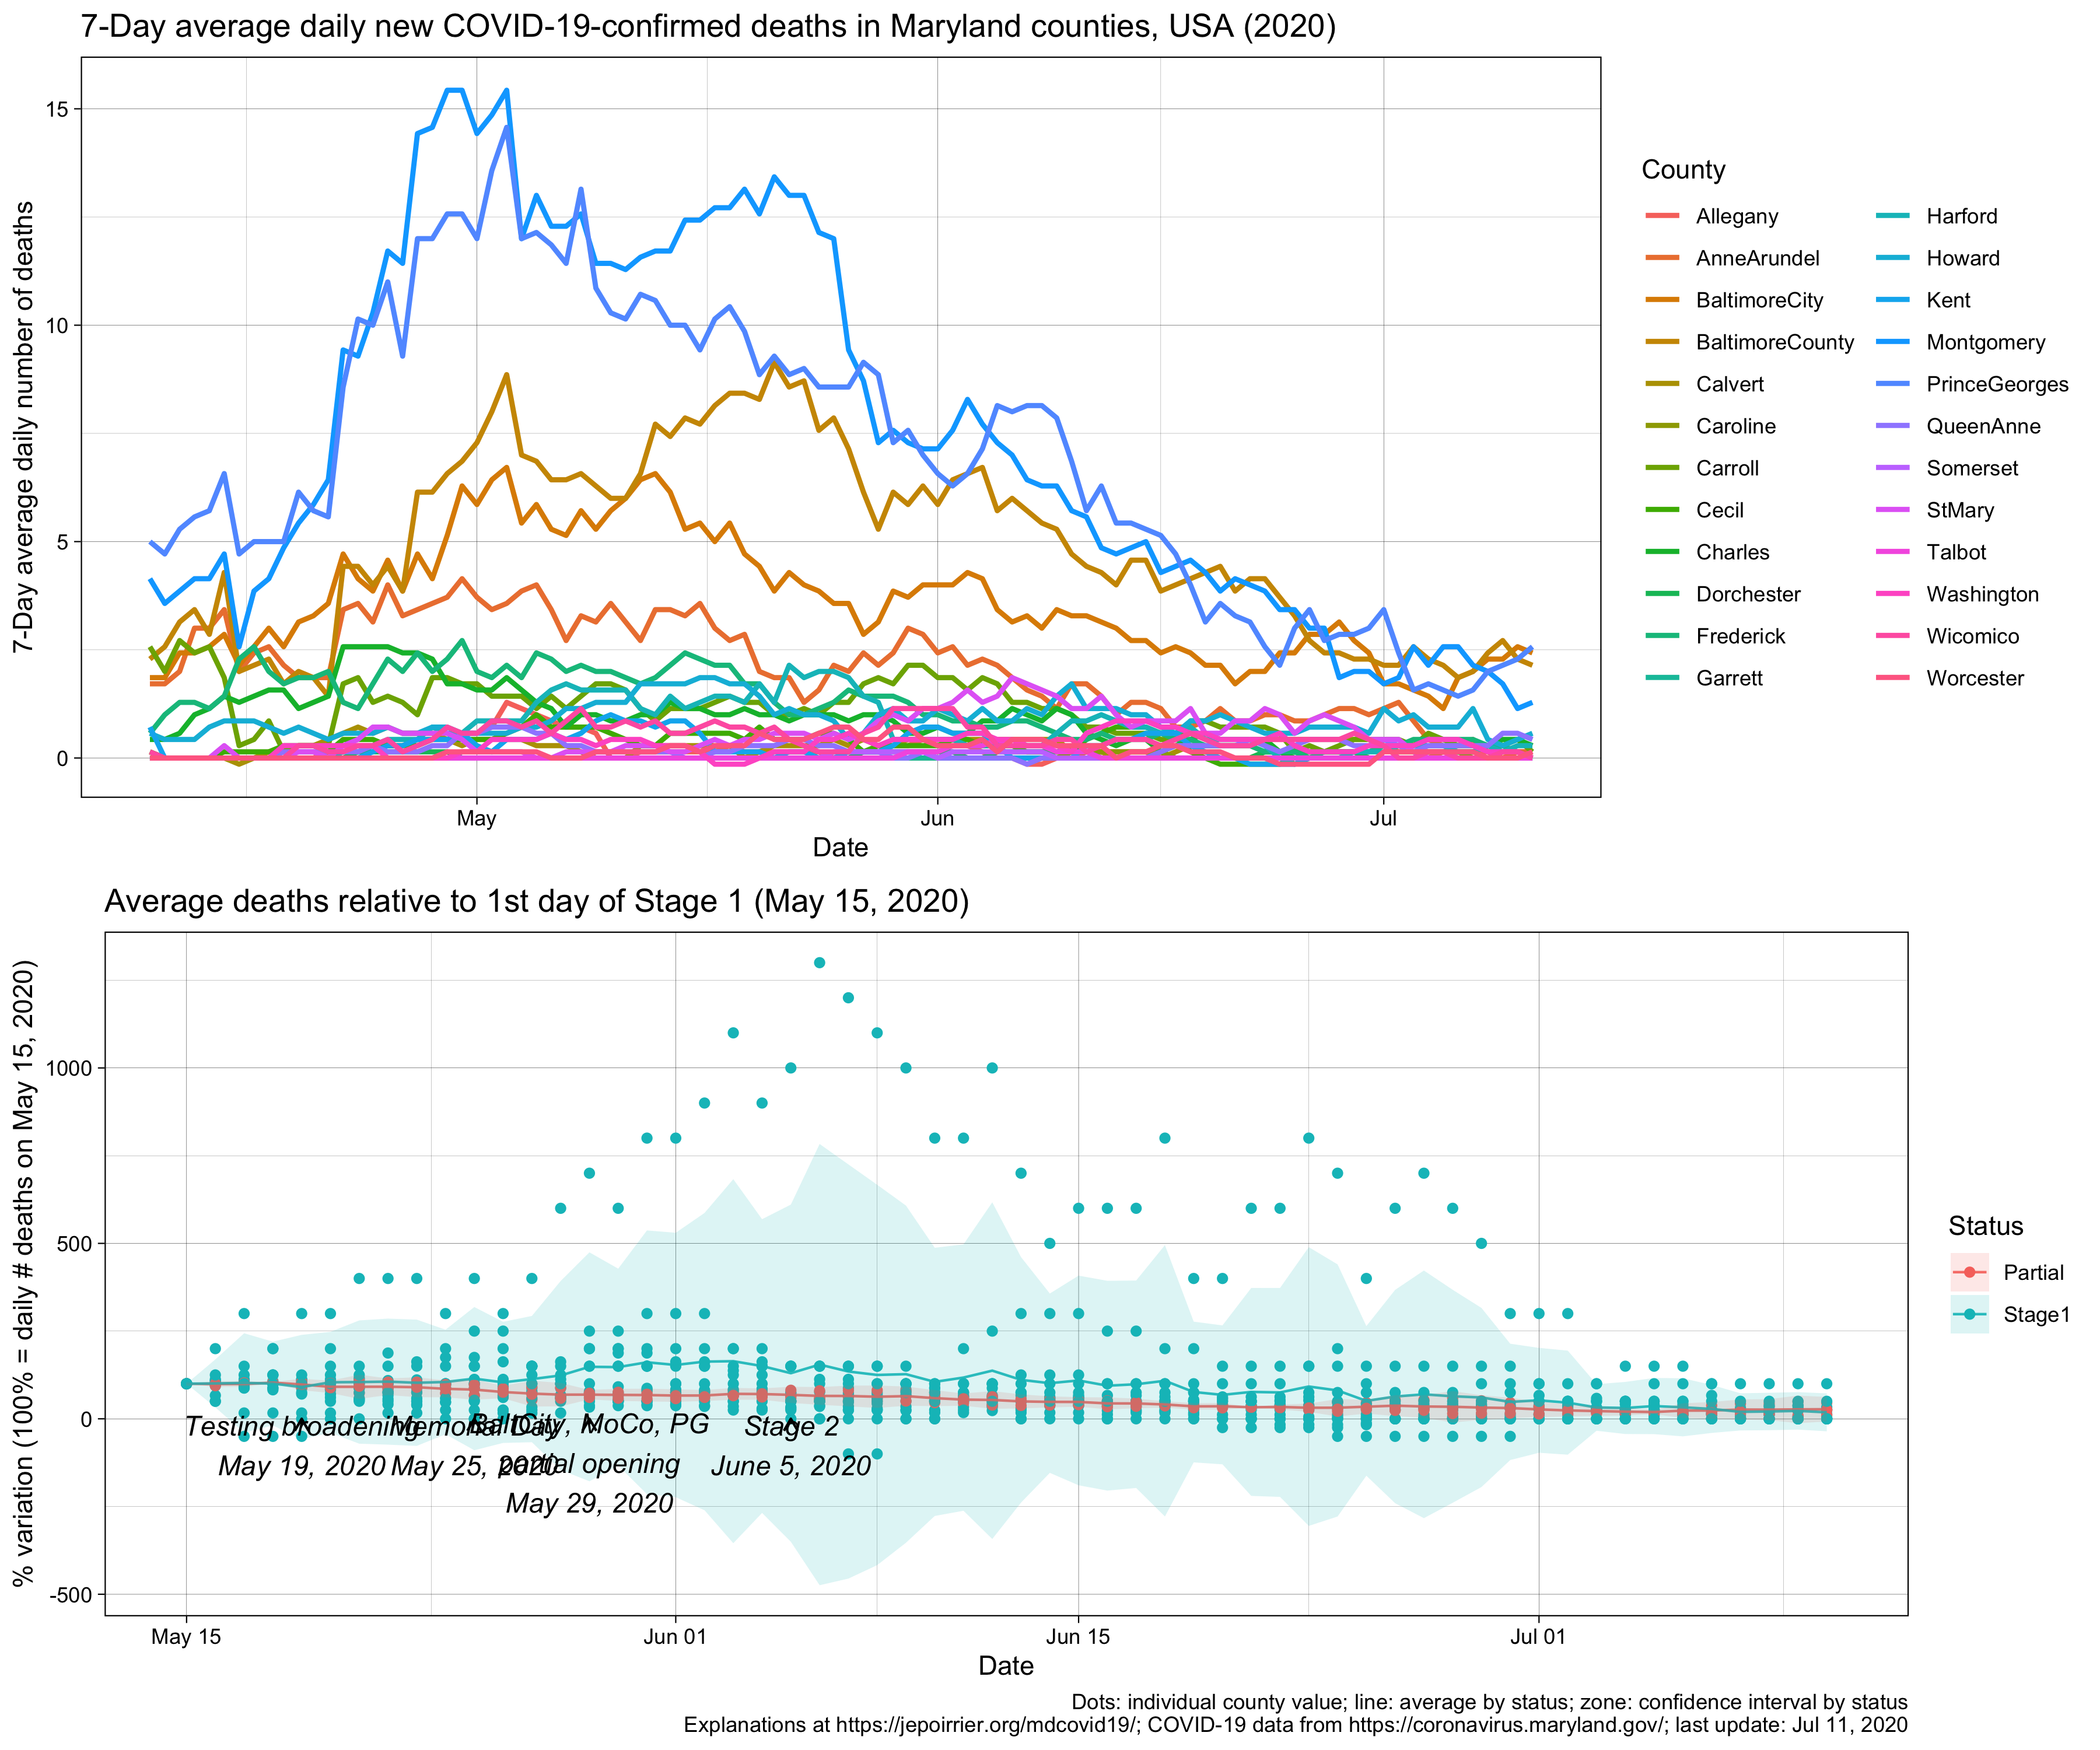 7-Day average daily new COVID-19-confirmed deaths in Maryland counties, USA (2020)
7-Day average daily number of deaths
15
10
5
0
May
Jun
Jul
Date
County
Allegany
AnneArundel
BaltimoreCity
BaltimoreCounty
Calvert
Caroline
Carroll
Cecil
Charles
Dorchester
Frederick
Garrett
Harford
Howard
Kent
Montgomery
PrinceGeorges
QueenAnne
Somerset
StMary
Talbot
Washington
Wicomico
Worcester
Average deaths relative to 1st day of Stage 1 (May 15, 2020)
% variation (100% = daily # deaths on May 15, 2020)
1000
500
0
-500
Testing broadening
May 19, 2020
Memorial Day
May 25, 2020
BaltCity, MoCo, PG
partial opening
May 29, 2020
Stage 2
June 5, 2020
May 15
Jun 01
Jun 15
Jul 01
Date
Status
Partial
Stage1
Dots: individual county value; line: average by status; zone: confidence interval by status
Explanations at https://jepoirrier.org/mdcovid19/; COVID-19 data from https://coronavirus.maryland.gov/; last update: Jul 11, 2020